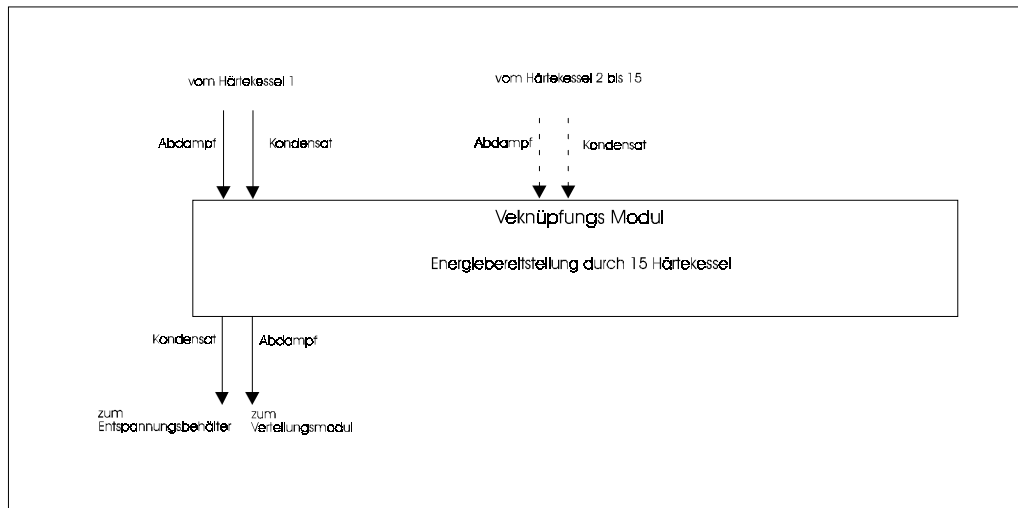 vom Härtekessel 1
vom Härtekessel 2 bis 15
Abdampf
Kondensat
Abdampf
Kondensat
Veknüpfungs Modul
Energiebereitstellung durch 15 Härtekessel
Kondensat
Abdampf
zum
Entspannungsbehälter
zum
Verteilungsmodul